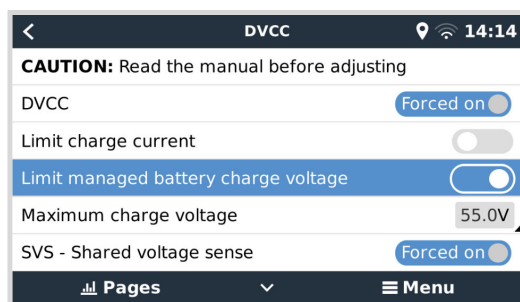 DVCC 14:14
CAUTION: Read the manual before adjusting
DVCC Forced on
Limit charge current
Limit managed battery charge voltage
Maximum charge voltage 55.0V
SVS - Shared voltage sense Forced on
Pages Menu